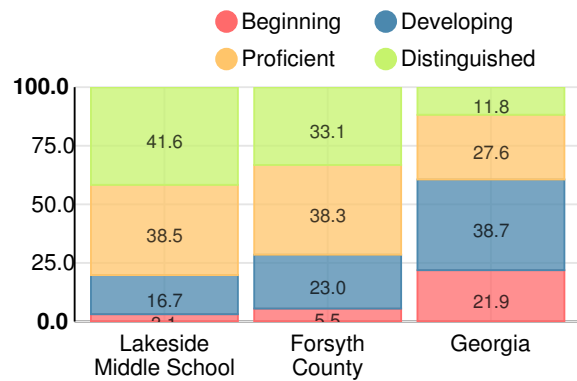 Beginning Developing
Proficient Distinguished
100.0
75.0
50.0
25.0
0.0
41.6
38.5
16.7
33.1
38.3
23.0
5.5
11.8
27.6
38.7
21.9
Lakeside
Middle School
Forsyth
County
Georgia